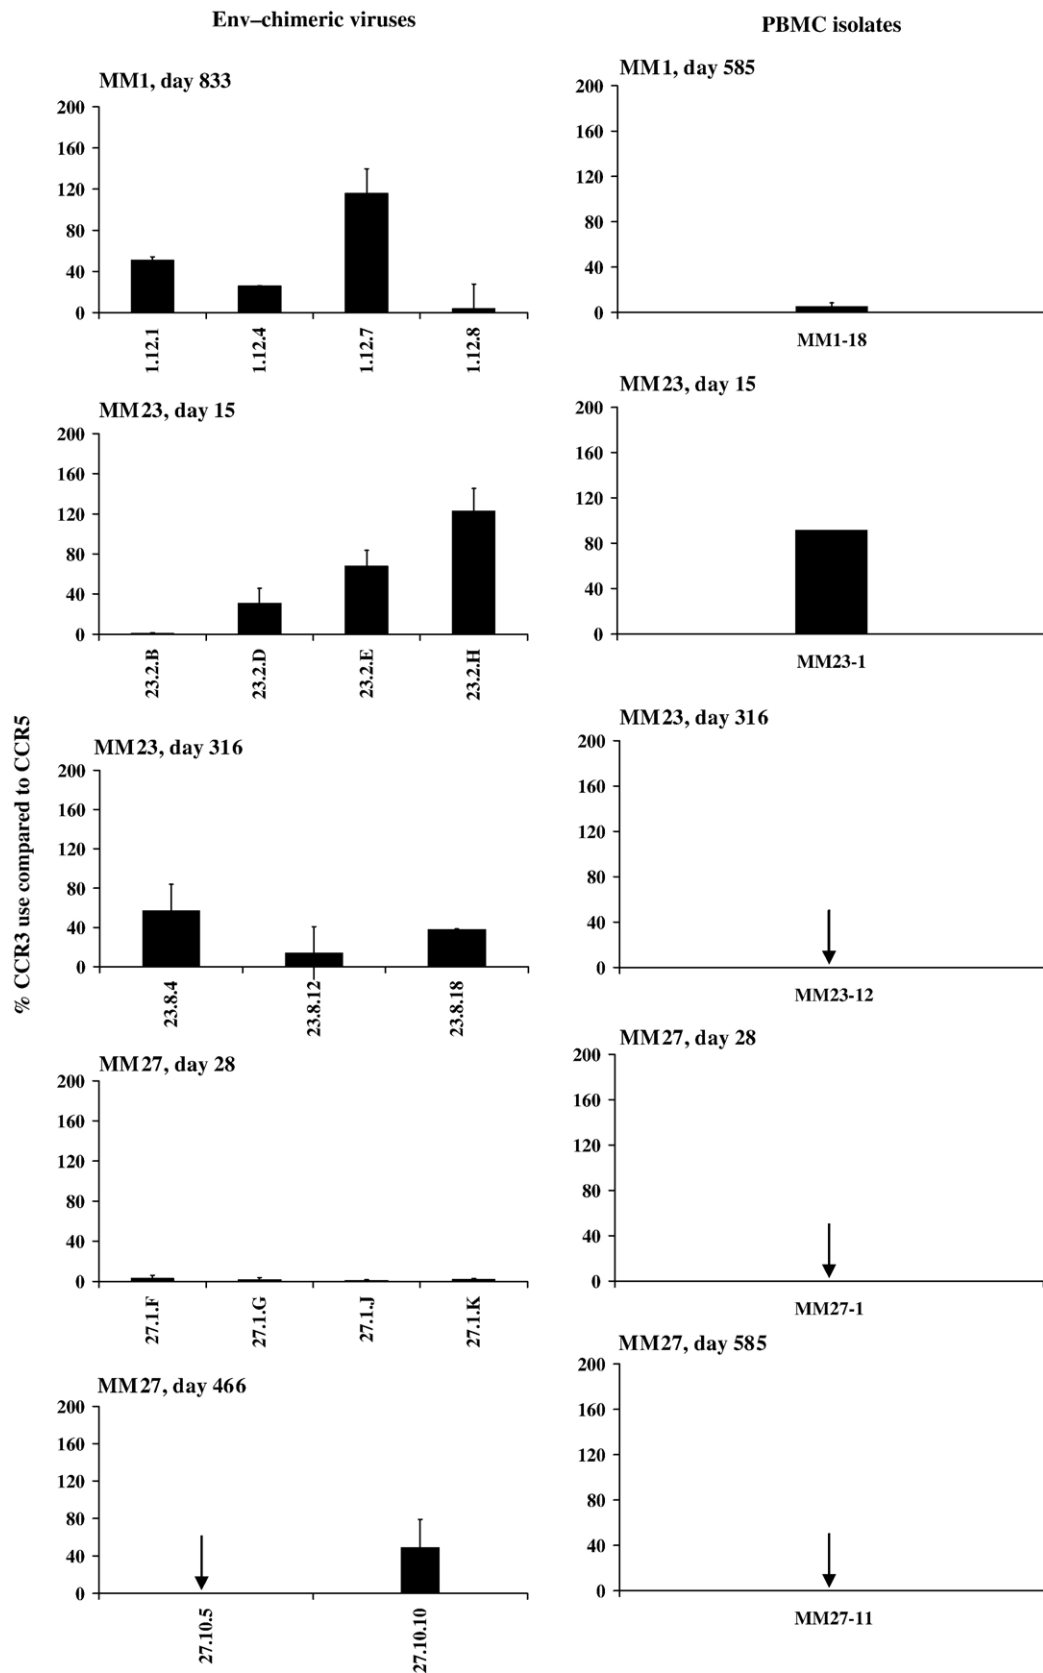 Env–chimeric viruses
PBMC isolates
% CCR3 use compared to CCR5
MM1, day 833
200
160
120
80
40
0
1.12.1
1.12.4
1.12.7
1.12.8
MM1, day 585
200
160
120
80
40
0
MM1-18
MM23, day 15
200
160
120
80
40
0
23.2.B
23.2.D
23.2.E
23.2.H
MM23, day 15
200
160
120
80
40
0
MM23-1
MM23, day 316
200
160
120
80
40
0
23.8.4
23.8.12
23.8.18
MM23, day 316
200
160
120
80
40
0
MM23-12
MM27, day 28
200
160
120
80
40
0
27.1.F
27.1.G
27.1.J
27.1.K
MM27, day 28
200
160
120
80
40
0
MM27-1
MM27, day 466
200
160
120
80
40
0
27.10.5
27.10.10
MM27, day 585
200
160
120
80
40
0
MM27-11